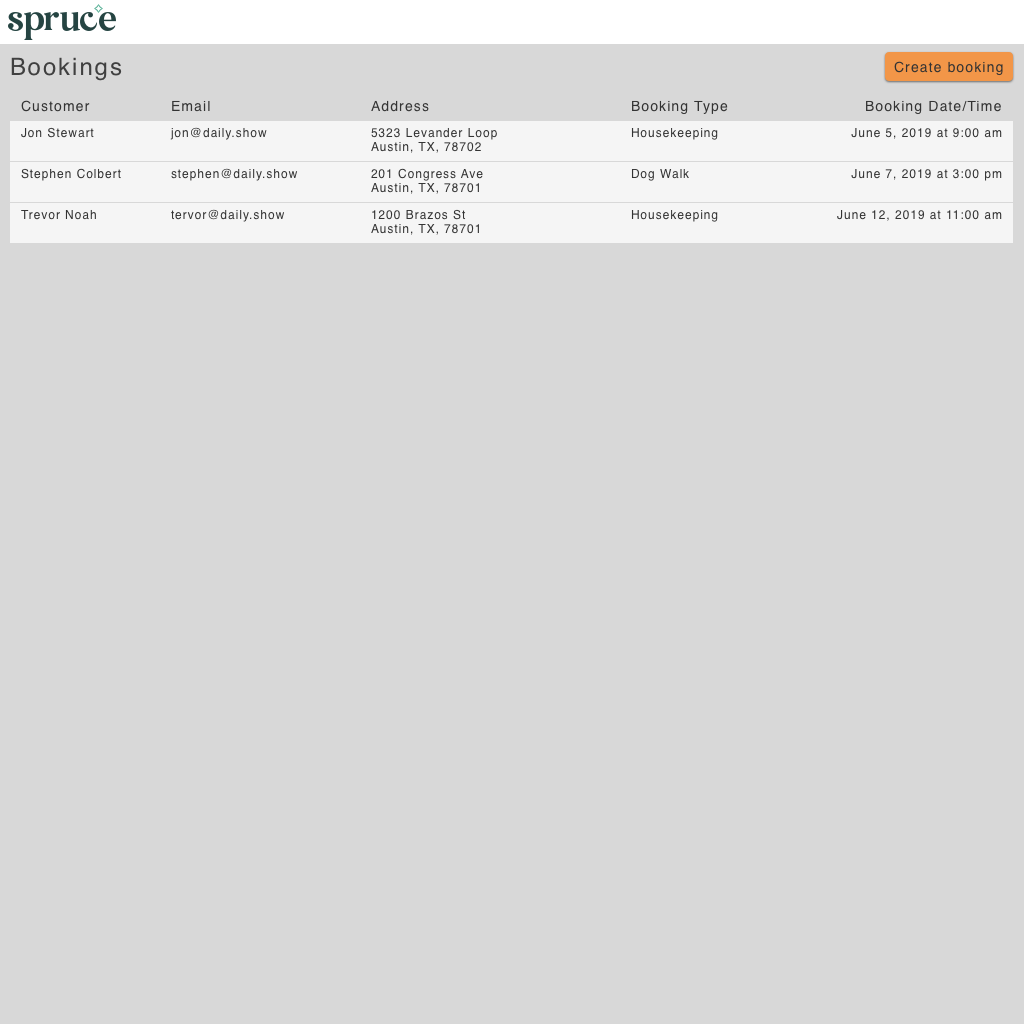 spruce
Bookings
Create booking
Customer Email Address Booking Type Booking Date/Time
Jon Stewart jon@daily.show 5323 Levander Loop Housekeeping June 5, 2019 at 9:00 am
Austin, TX, 78702
Stephen Colbert stephen@daily.show 201 Congress Ave Dog Walk June 7, 2019 at 3:00 pm
Austin, TX, 78701
Trevor Noah tervor@daily.show 1200 Brazos St Housekeeping June 12, 2019 at 11:00 am
Austin, TX, 78701